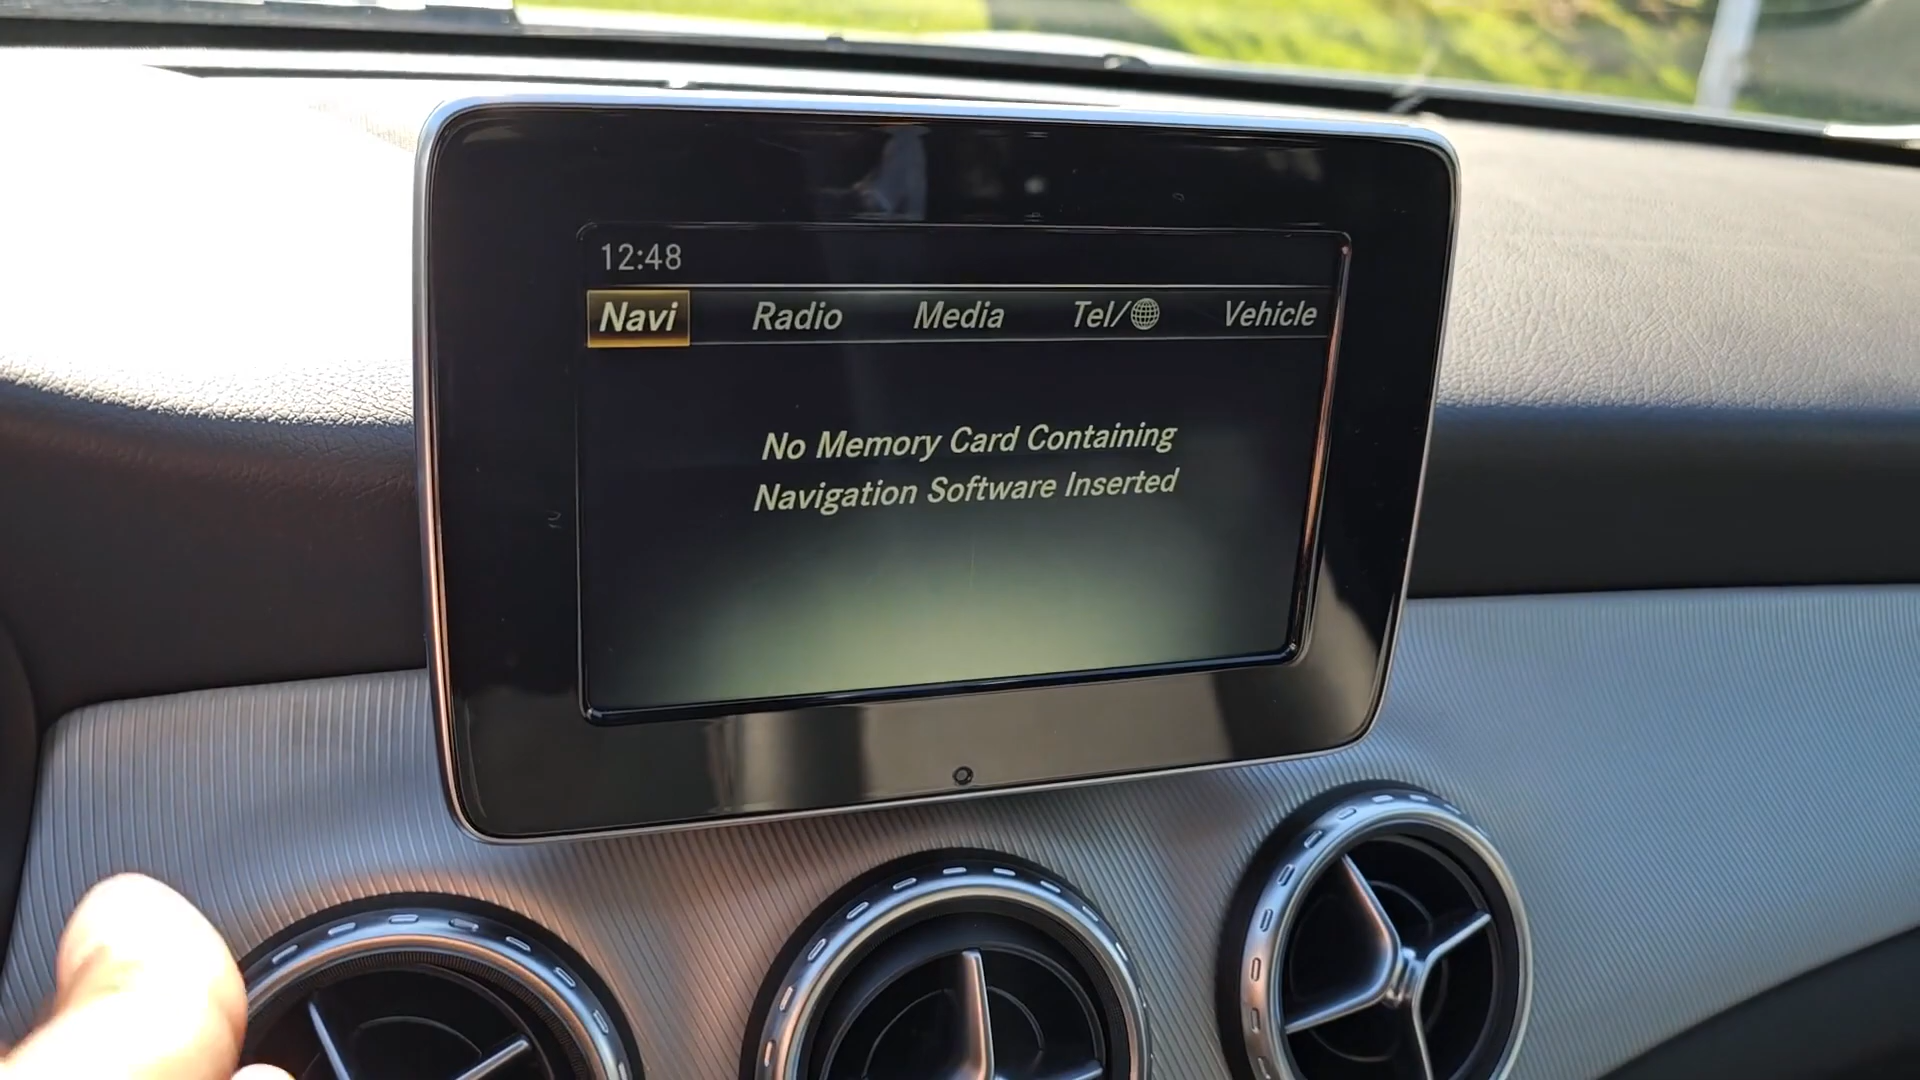 12:48
Navi Radio Media Tel/ Vehicle
No Memory Card Containing
Navigation Software Inserted